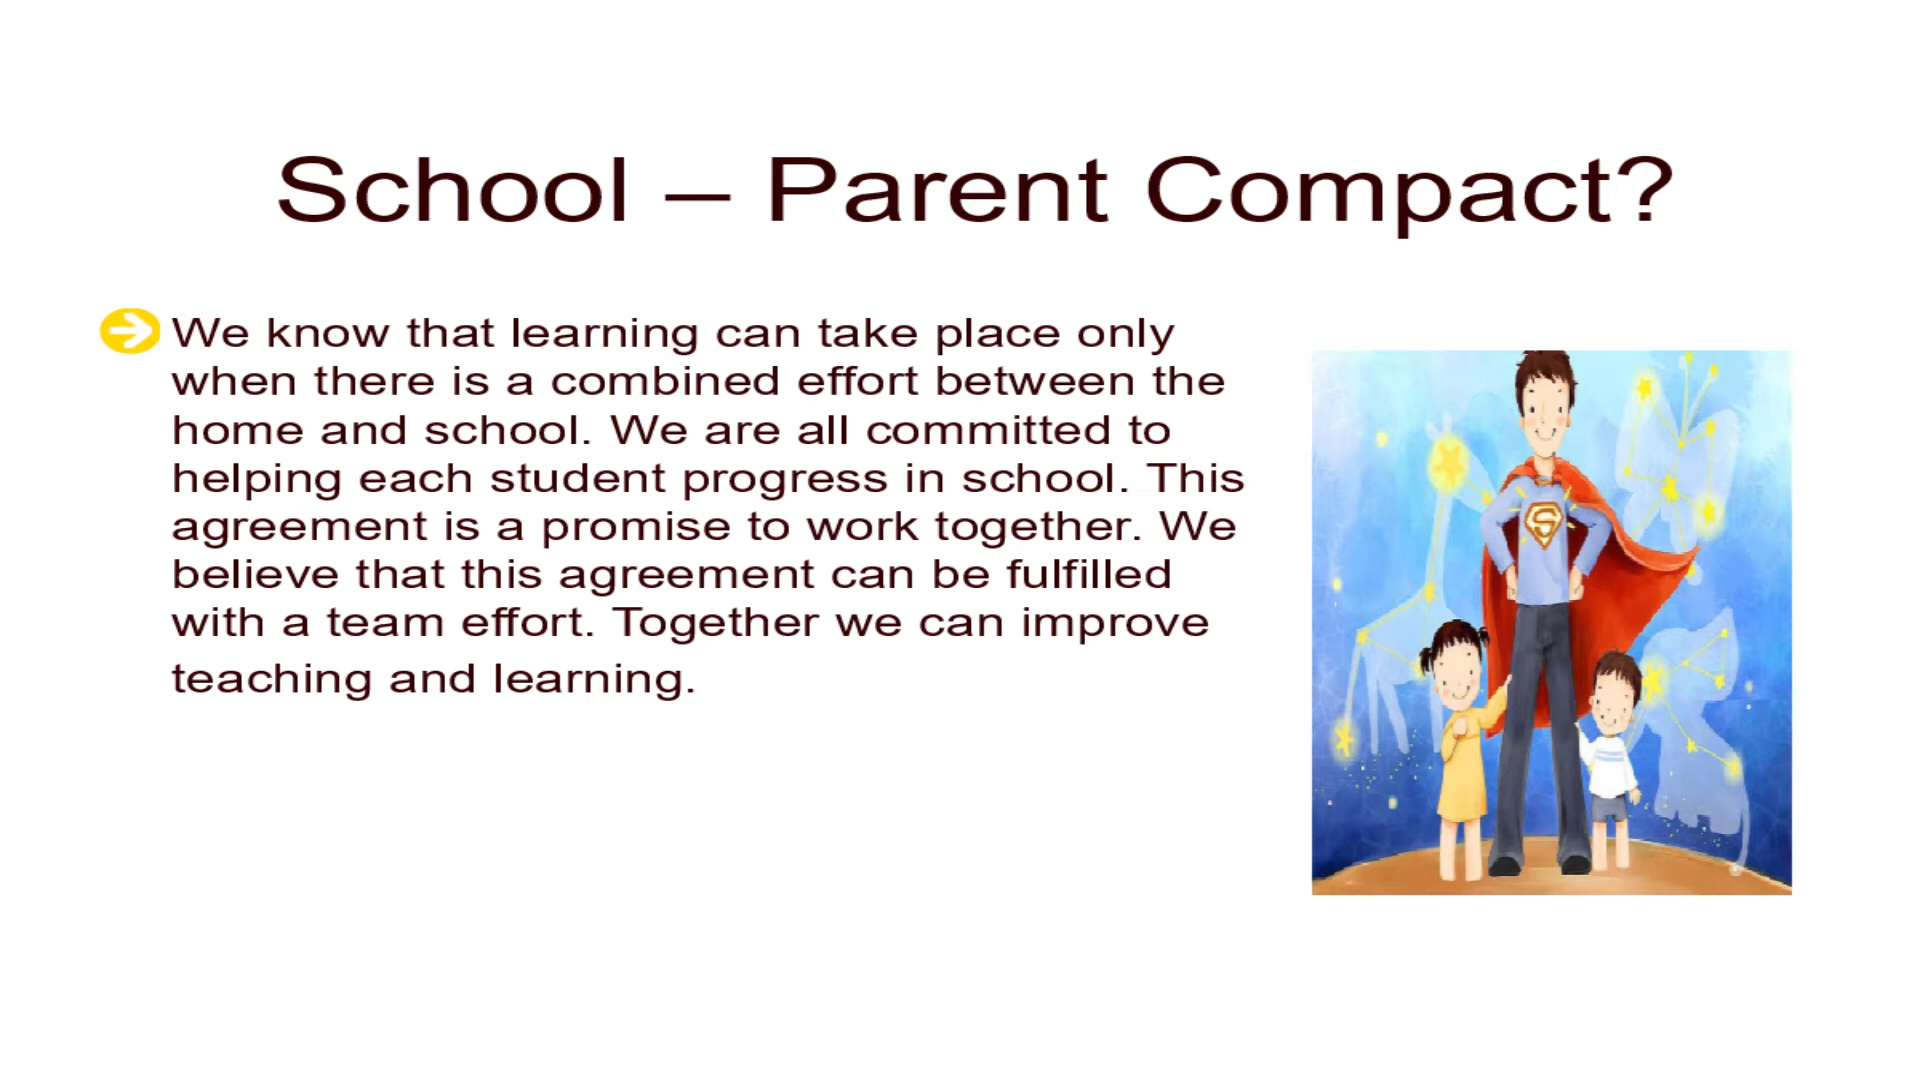 School – Parent Compact?
We know that learning can take place only
when there is a combined effort between the
home and school. We are all committed to
helping each student progress in school. This
agreement is a promise to work together. We
believe that this agreement can be fulfilled
with a team effort. Together we can improve
teaching and learning.
S